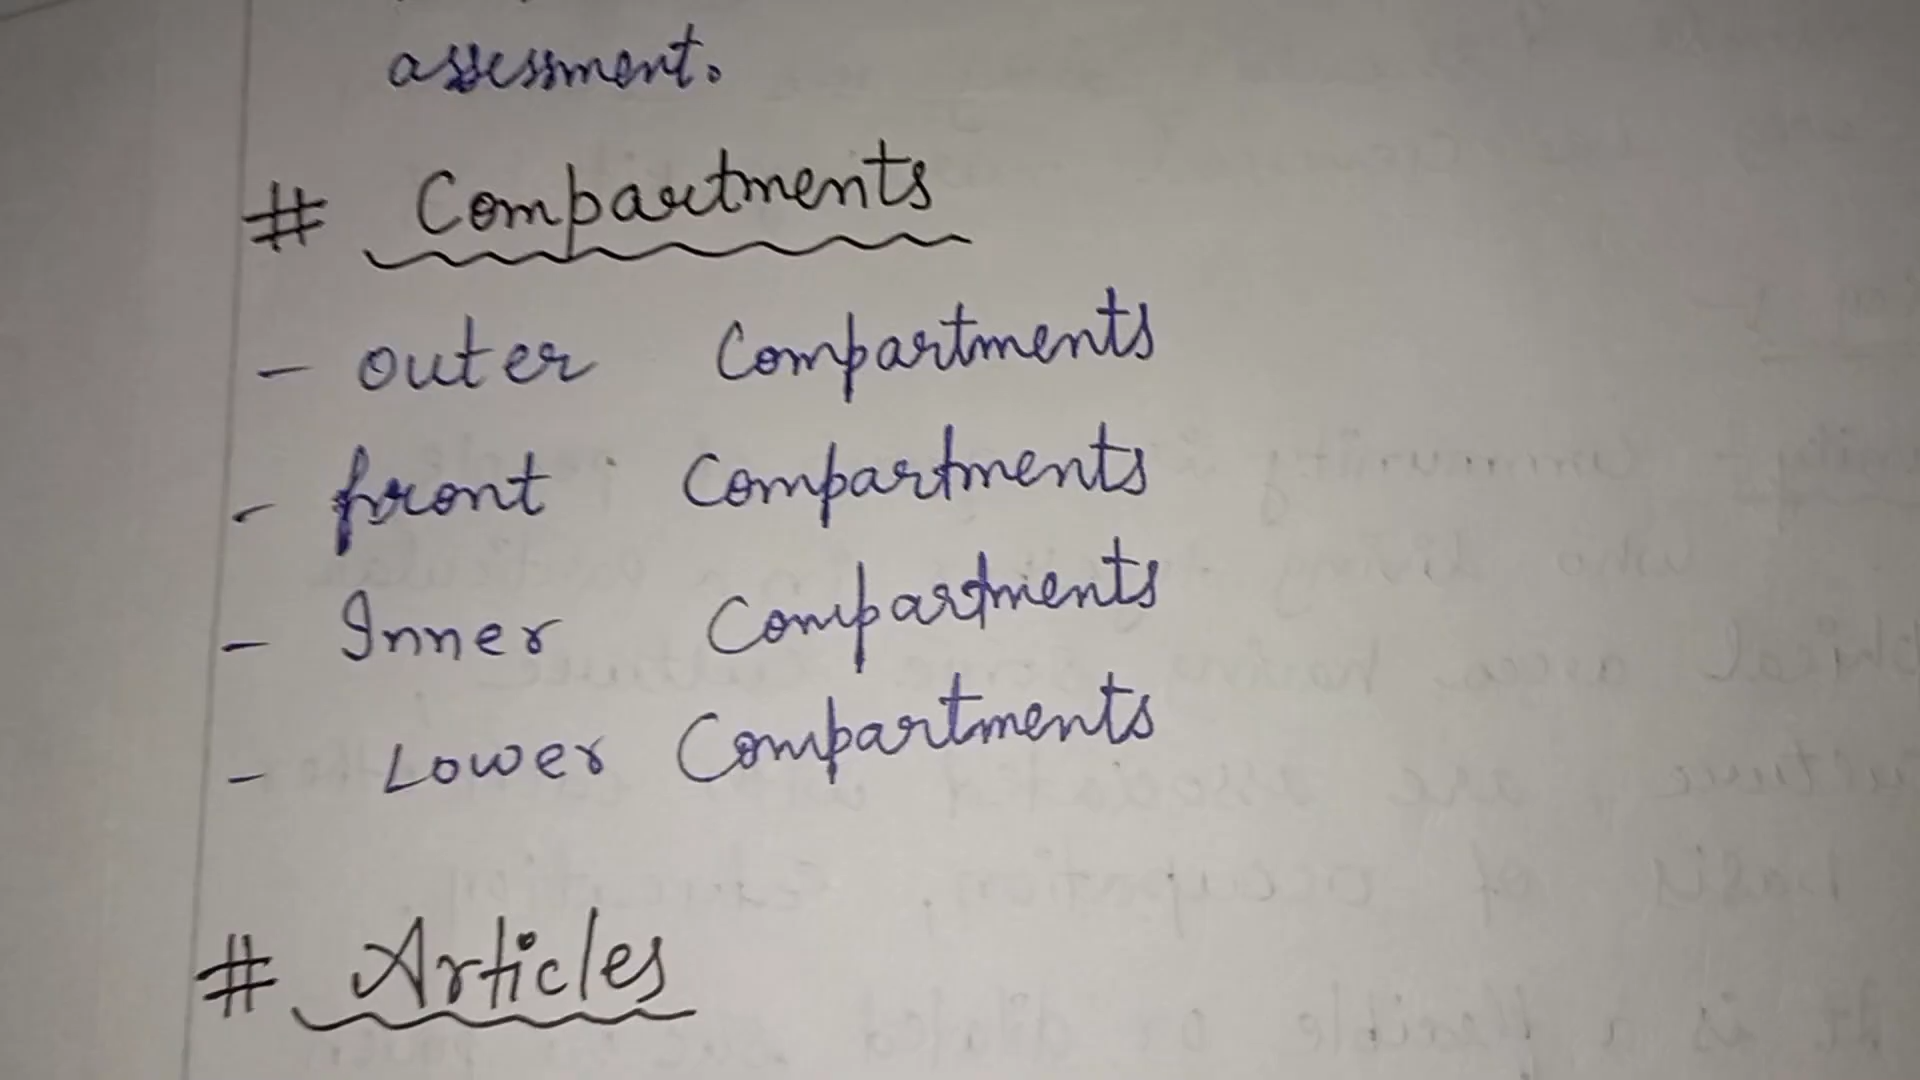 assessment.
# Compartments
- outer Compartments
- front Compartments
- Inner Compartments
- Lower Compartments
# Articles